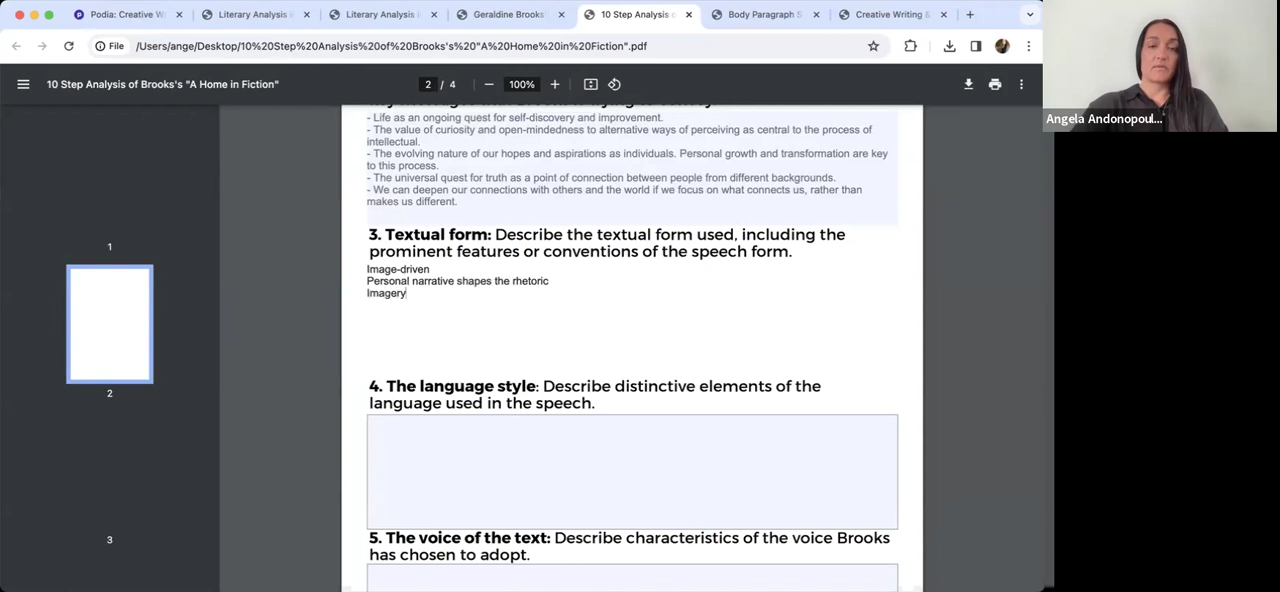 Podia: Creative W
Literary Analysis i
Literary Analysis i
Geraldine Brooks'
10 Step Analysis o
Body Paragraph S
Creative Writing &
File
/Users/ange/Desktop/10%20Step%20Analysis%20of%20Brooks's%20"A%20Home%20in%20Fiction".pdf
10 Step Analysis of Brooks's "A Home in Fiction"
2 / 4
100%
Angela Andonopoul...
- Life as an ongoing quest for self-discovery and improvement.
- The value of curiosity and open-mindedness to alternative ways of perceiving as central to the process of
intellectual.
- The evolving nature of our hopes and aspirations as individuals. Personal growth and transformation are key
to this process.
- The universal quest for truth as a point of connection between people from different backgrounds.
- We can deepen our connections with others and the world if we focus on what connects us, rather than
makes us different.
3. Textual form: Describe the textual form used, including the
prominent features or conventions of the speech form.
Image-driven
Personal narrative shapes the rhetoric
Imagery
4. The language style: Describe distinctive elements of the
language used in the speech.
5. The voice of the text: Describe characteristics of the voice Brooks
has chosen to adopt.
1
2
3